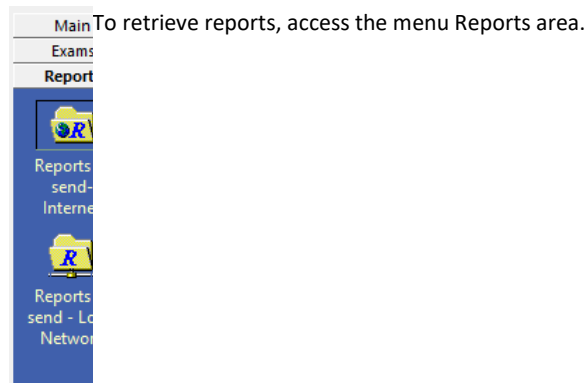 Main
To retrieve reports, access the menu Reports area.
Exams
Report
R
Reports
send-
Interne
R
Reports
send - Lo
Networ